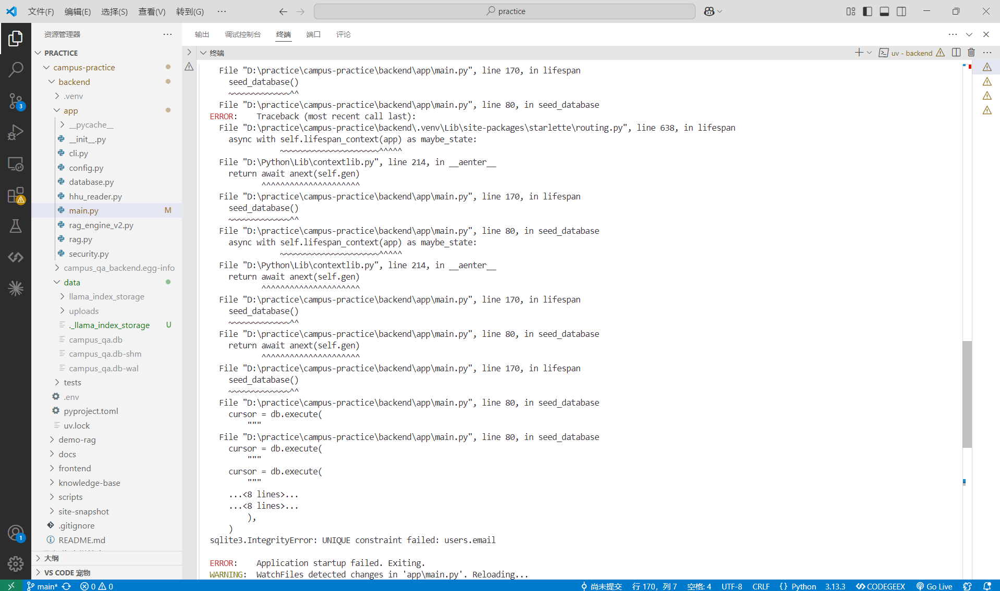 文件(F) 编辑(E) 选择(S) 查看(V) 转到(G) ··· practice
资源管理器 ···
PRACTICE
campus-practice
backend
.venv
app
__pycache__
__init__.py
cli.py
config.py
database.py
hhu_reader.py
main.py M
rag_engine_v2.py
rag.py
security.py
campus_qa_backend.egg-info
data
llama_index_storage
uploads
._llama_index_storage U
campus_qa.db
campus_qa.db-shm
campus_qa.db-wal
tests
.env
pyproject.toml
uv.lock
demo-rag
docs
frontend
knowledge-base
scripts
site-snapshot
.gitignore
README.md
大纲
VS CODE 宠物
3
1
输出 调试控制台 终端 端口 评论
终端 uv - backend
File "D:\practice\campus-practice\backend\app\main.py", line 170, in lifespan
seed_database()
~~~~~~~~~~~~~^^
File "D:\practice\campus-practice\backend\app\main.py", line 80, in seed_database
ERROR:    Traceback (most recent call last):
File "D:\practice\campus-practice\backend\.venv\Lib\site-packages\starlette\routing.py", line 638, in lifespan
async with self.lifespan_context(app) as maybe_state:
~~~~~~~~~~~~~~~~~~~~~^^^^^
File "D:\Python\Lib\contextlib.py", line 214, in __aenter__
return await anext(self.gen)
^^^^^^^^^^^^^^^^^^^^^
File "D:\practice\campus-practice\backend\app\main.py", line 170, in lifespan
seed_database()
~~~~~~~~~~~~~^^
File "D:\practice\campus-practice\backend\app\main.py", line 80, in seed_database
async with self.lifespan_context(app) as maybe_state:
~~~~~~~~~~~~~~~~~~~~~^^^^^
File "D:\Python\Lib\contextlib.py", line 214, in __aenter__
return await anext(self.gen)
^^^^^^^^^^^^^^^^^^^^^
File "D:\practice\campus-practice\backend\app\main.py", line 170, in lifespan
seed_database()
~~~~~~~~~~~~~^^
File "D:\practice\campus-practice\backend\app\main.py", line 80, in seed_database
return await anext(self.gen)
^^^^^^^^^^^^^^^^^^^^^
File "D:\practice\campus-practice\backend\app\main.py", line 170, in lifespan
seed_database()
~~~~~~~~~~~~~^^
File "D:\practice\campus-practice\backend\app\main.py", line 80, in seed_database
cursor = db.execute(
"""
File "D:\practice\campus-practice\backend\app\main.py", line 80, in seed_database
cursor = db.execute(
"""
cursor = db.execute(
"""
...<8 lines>...
...<8 lines>...
),
)
sqlite3.IntegrityError: UNIQUE constraint failed: users.email
ERROR:    Application startup failed. Exiting.
WARNING:  WatchFiles detected changes in 'app\main.py'. Reloading...
main* 0 0 尚未提交 行 170，列 7 空格: 4 UTF-8 CRLF {} Python 3.13.3 CODEGEEX Go Live